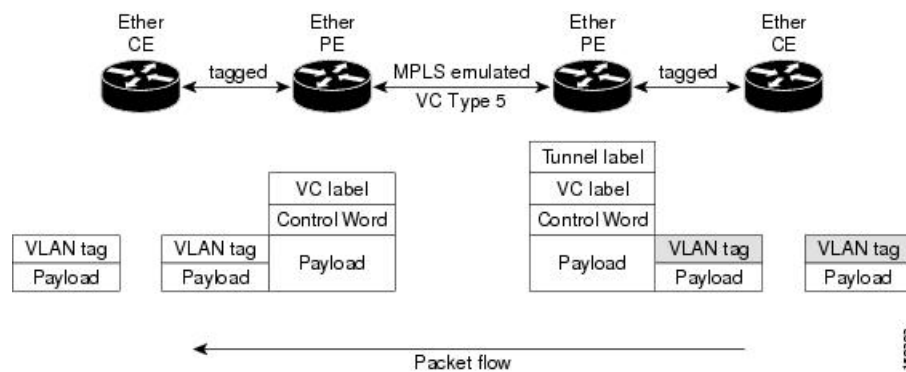 Ether
CE
Ether
PE
Ether
PE
Ether
CE
tagged
MPLS emulated
VC Type 5
tagged
Tunnel label
VC label
VC label
Control Word
Control Word
VLAN tag
VLAN tag
Payload
Payload
VLAN tag
VLAN tag
Payload
Payload
Payload
Payload
Packet flow